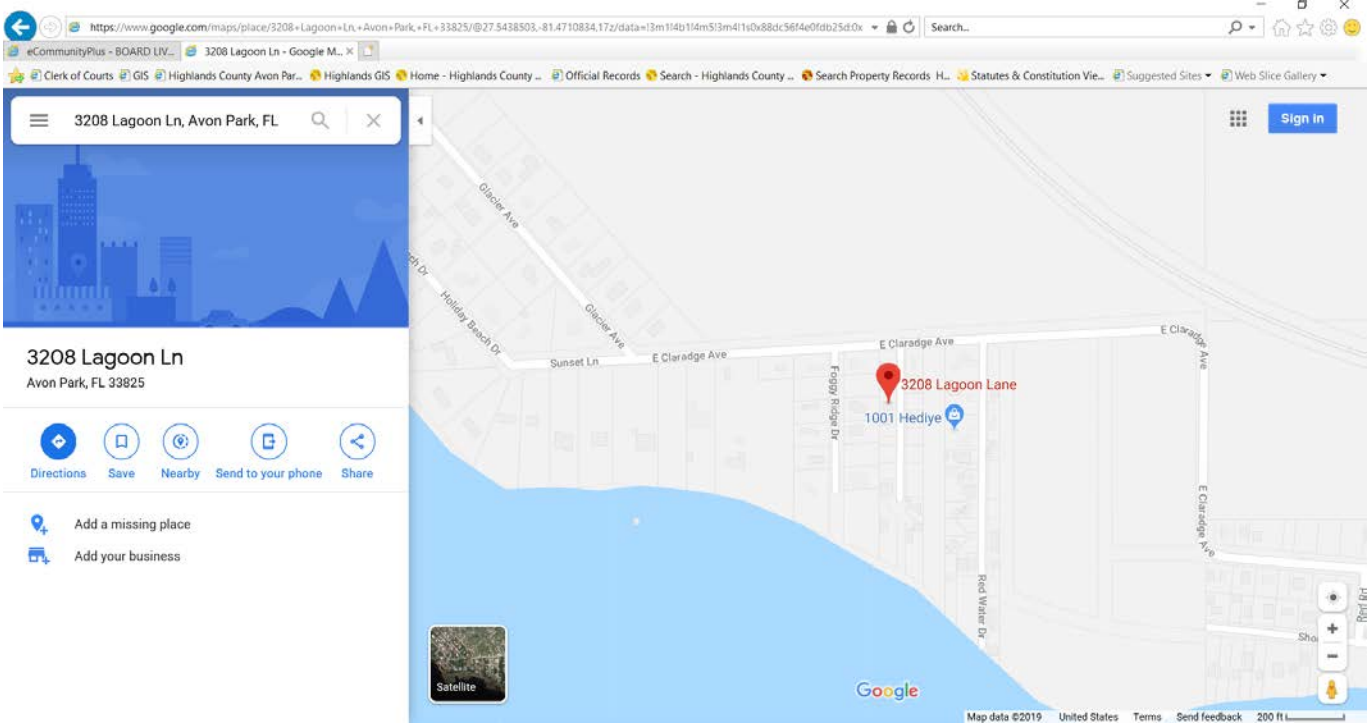 https://www.google.com/maps/place/3208+Lagoon+Ln,+Avon+Park,+FL+33825/@27.5438503,-81.4710834,17z/data=!3m1!4b1!4m5!3m4!1s0x88dc56f4e0fdb25d:0x
Search...
eCommunityPlus - BOARD LIV...
3208 Lagoon Ln - Google M...
Clerk of Courts GIS Highlands County Avon Par... Highlands GIS Home - Highlands County ... Official Records Search - Highlands County ... Search Property Records H... Statutes & Constitution Vie... Suggested Sites Web Slice Gallery
3208 Lagoon Ln, Avon Park, FL
Sign in
3208 Lagoon Ln
Avon Park, FL 33825
Directions Save Nearby Send to your phone Share
Add a missing place
Add your business
Glacier Ave
Holiday Beach Dr
Glacier Ave
Sunset Ln
E Claradge Ave
E Claradge Ave
E Claradge Ave
Foggy Ridge Dr
3208 Lagoon Lane
1001 Hediye
E Claradge Ave
Red Water Dr
Satellite
Google
Map data ©2019 United States Terms Send feedback 200 ft